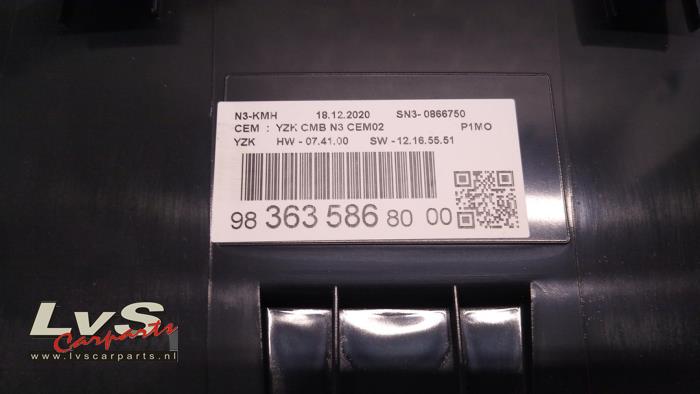 N3-KMH 18.12.2020 SN3- 0866750
CEM : YZK CMB N3 CEM02 P1MO
YZK HW - 07.41.00 SW - 12.16.55.51
98 363 586 80 00
LvS
Carparts
www.lvscarparts.nl